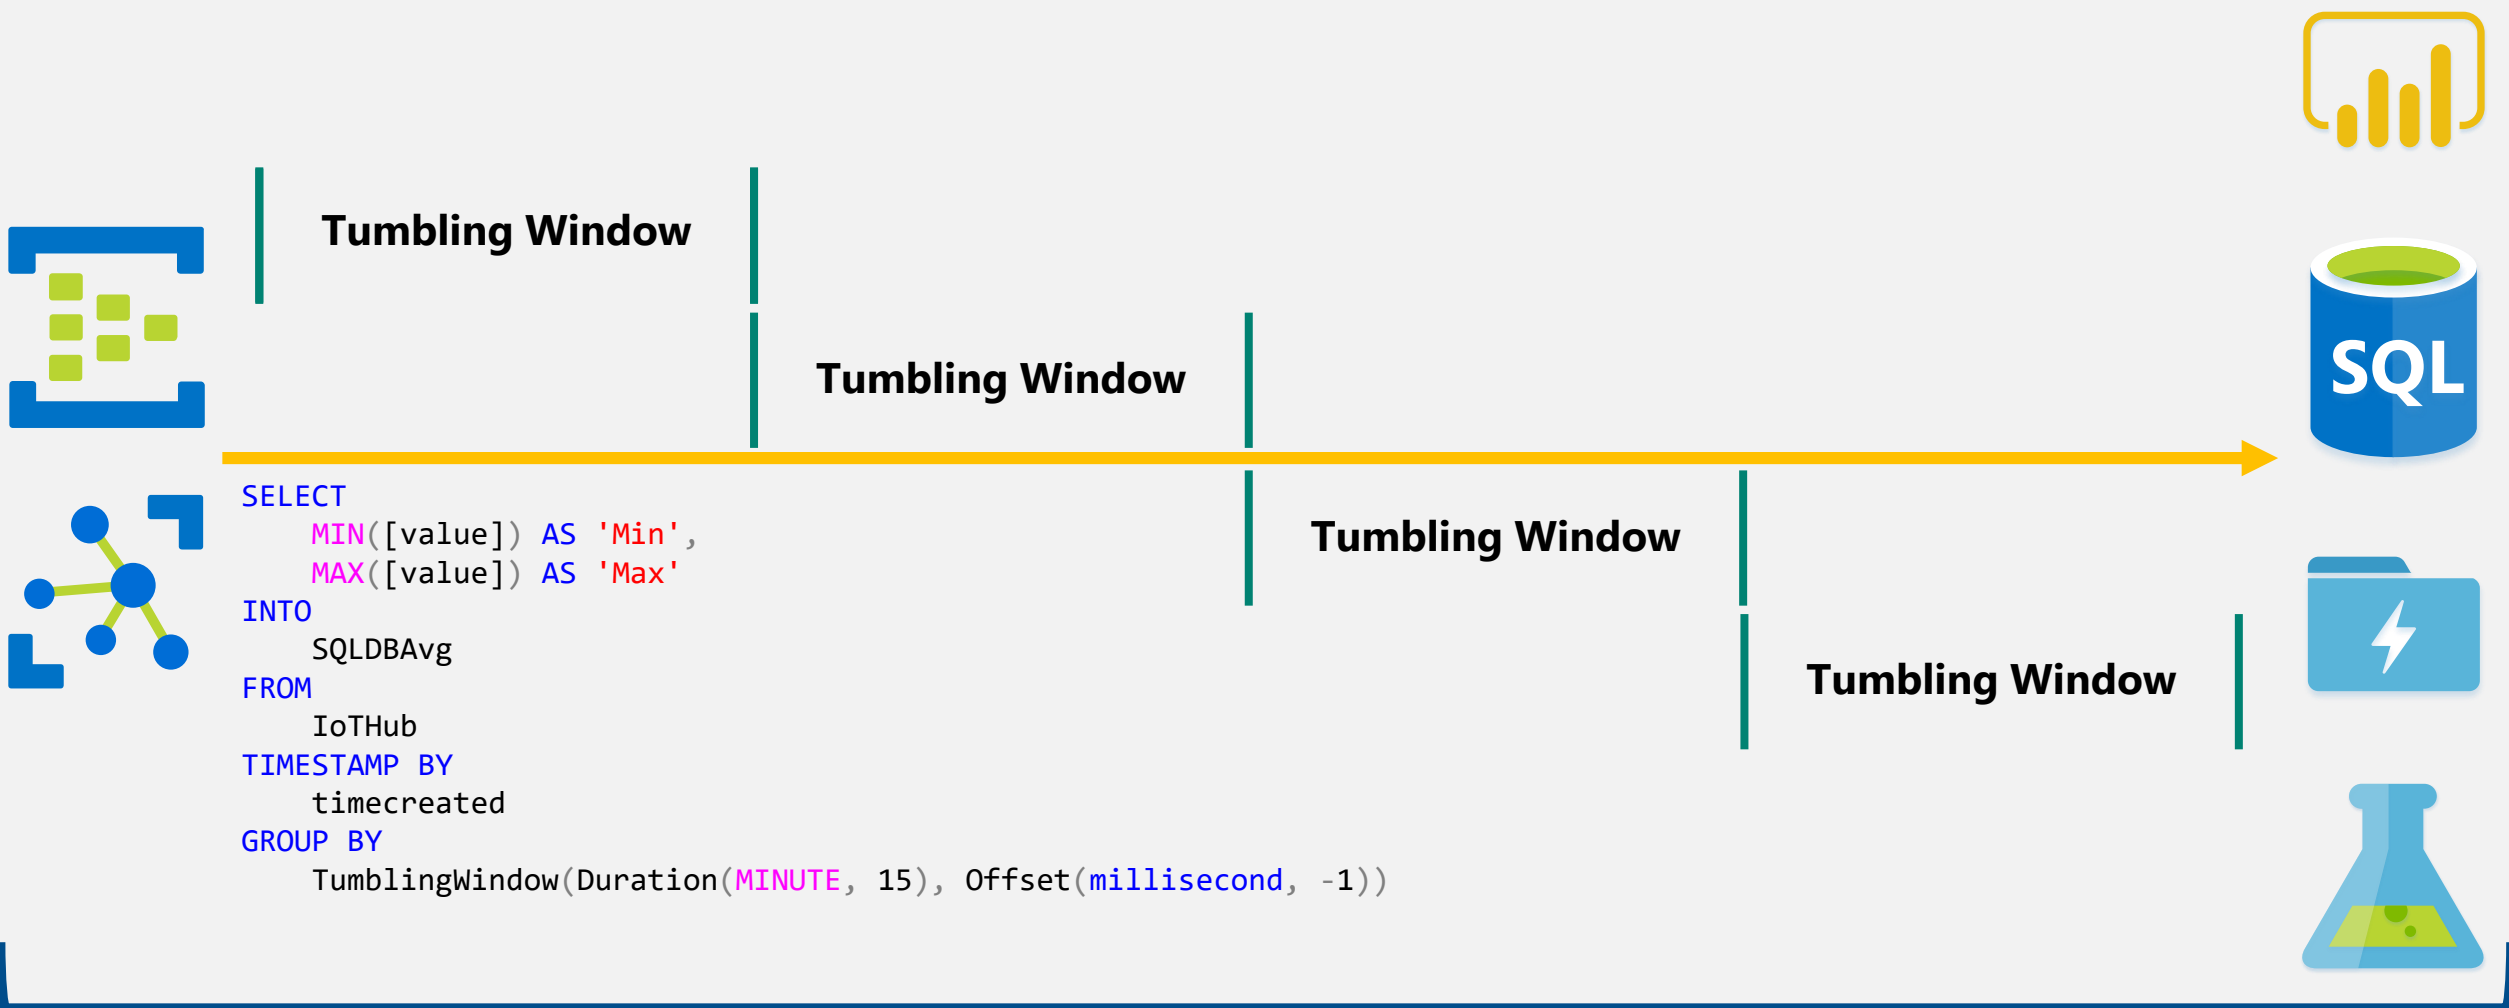 Tumbling Window
Tumbling Window
SQL
SELECT
MIN([value]) AS 'Min',
MAX([value]) AS 'Max'
INTO
SQLDBAvg
FROM
IoTHub
TIMESTAMP BY
timecreated
GROUP BY
TumblingWindow(Duration(MINUTE, 15), Offset(millisecond, -1))
Tumbling Window
Tumbling Window